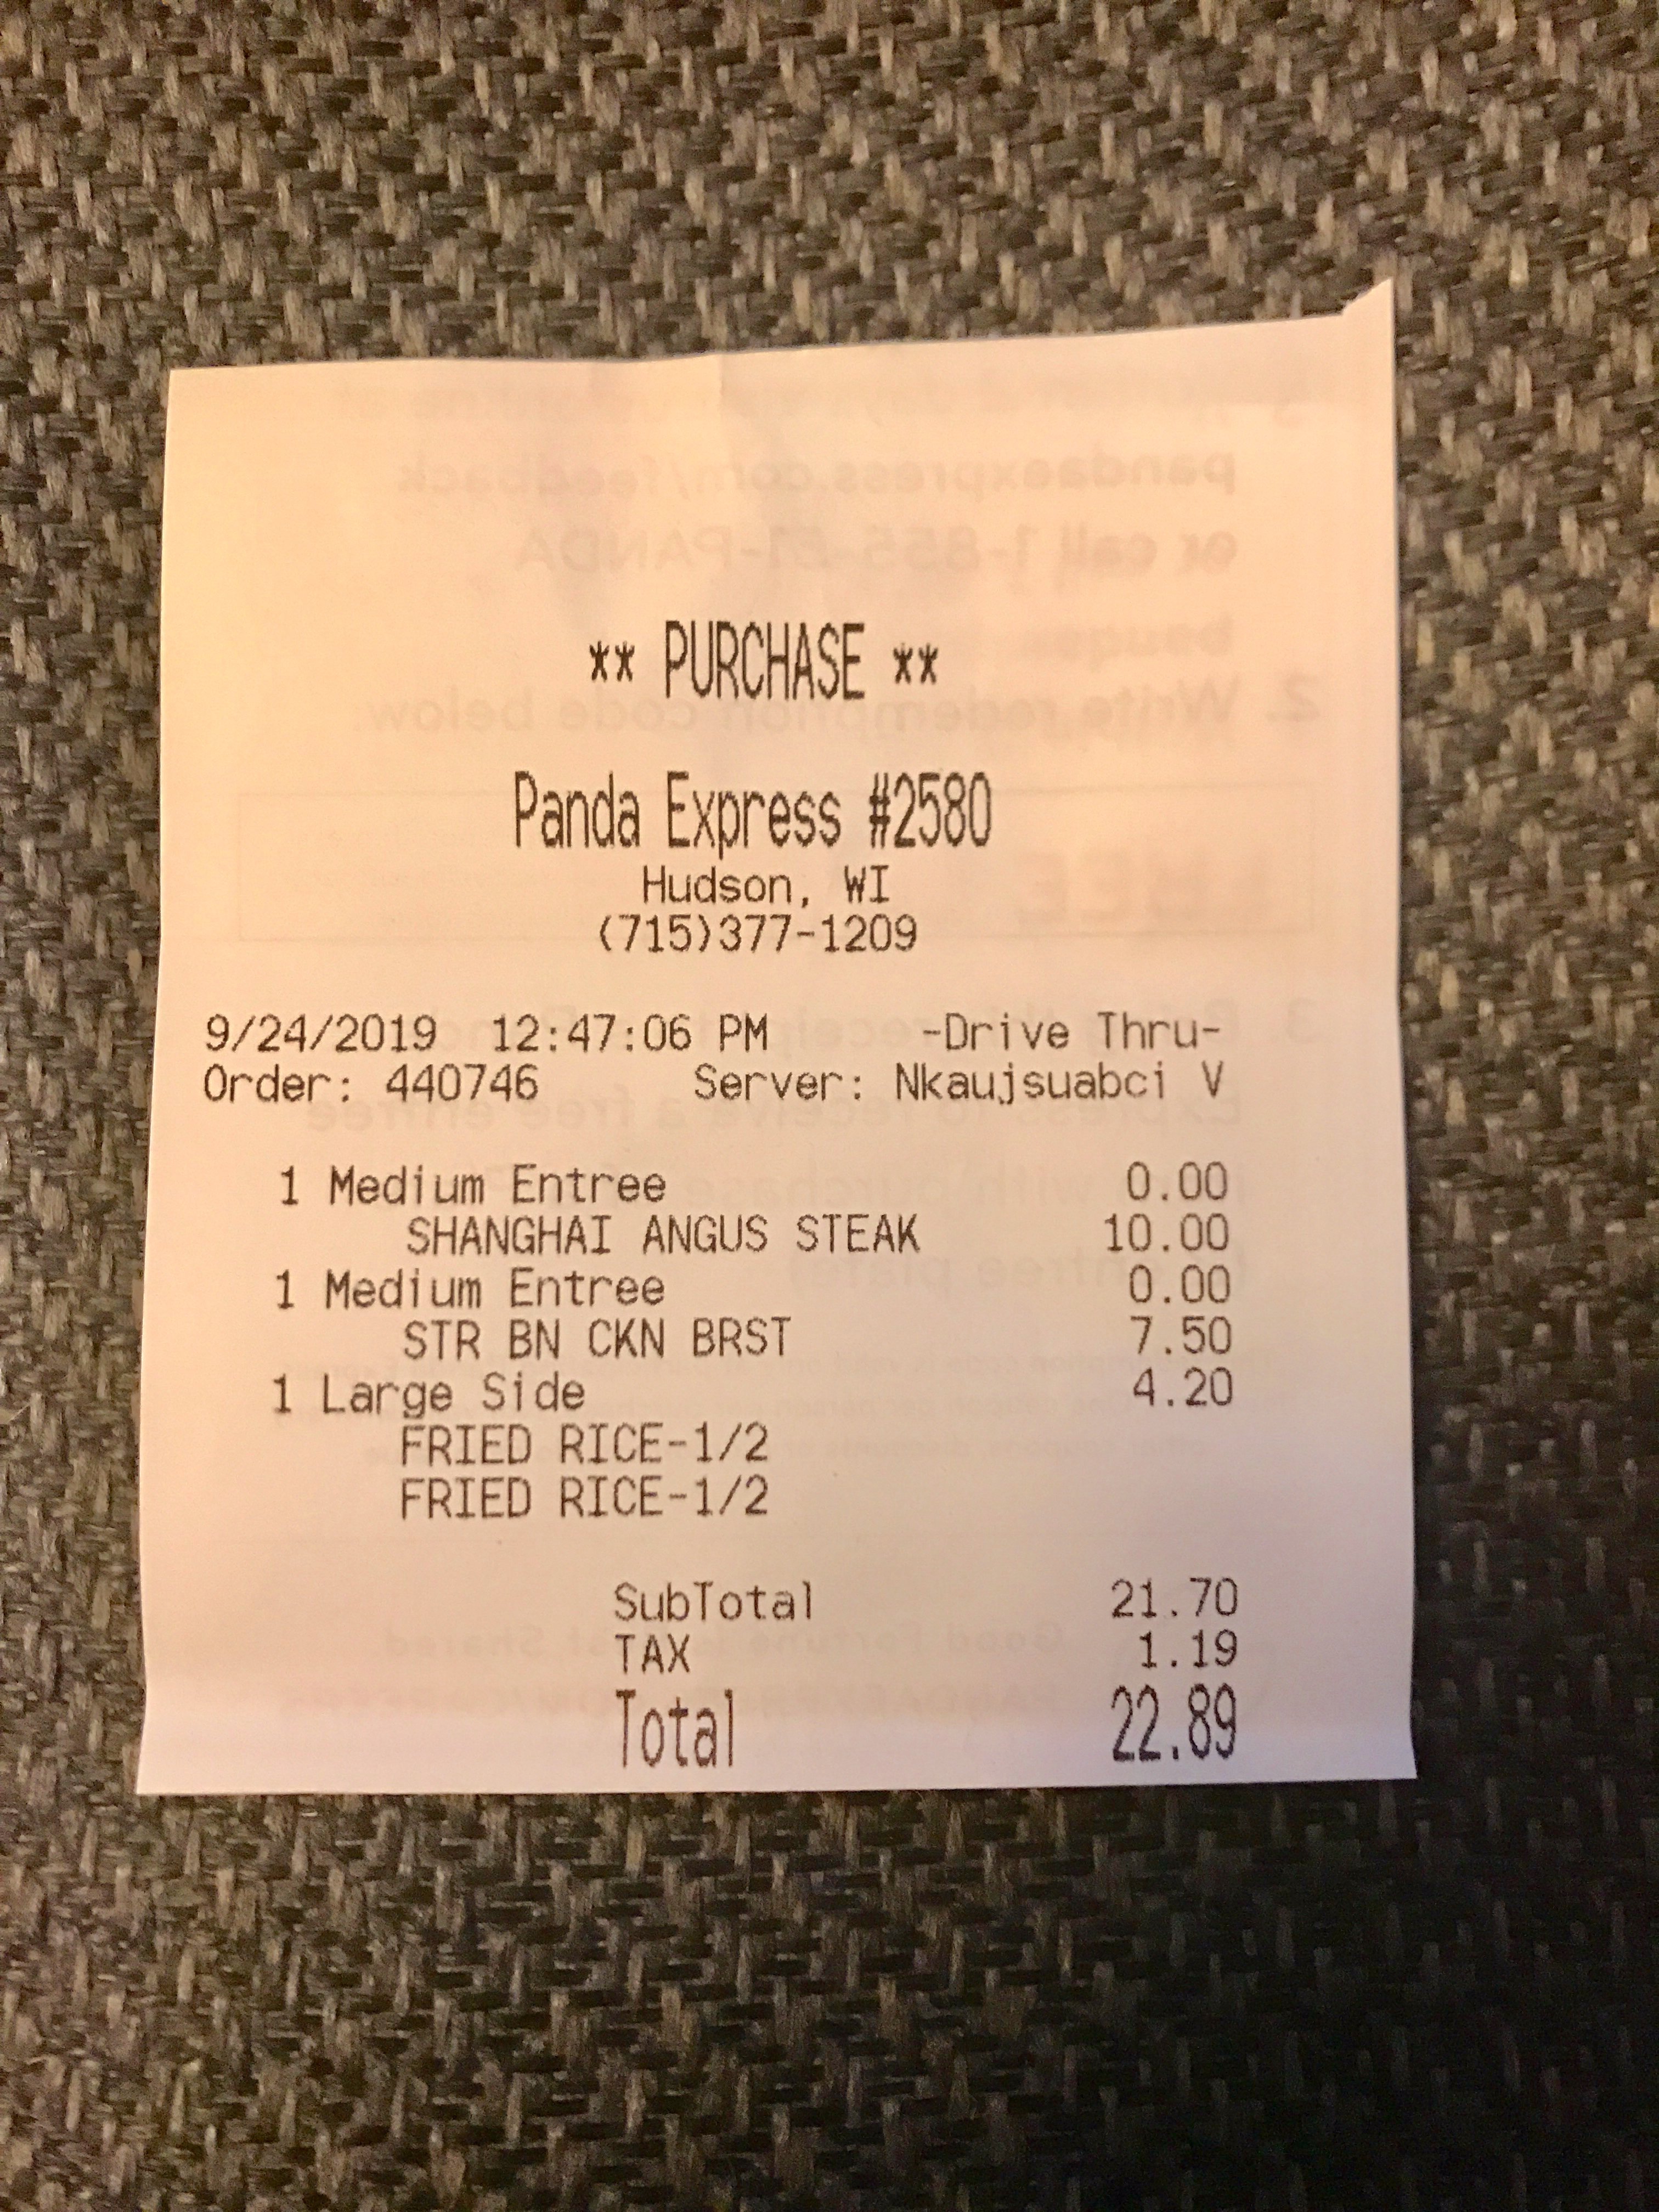 ** PURCHASE **
Panda Express #2580
Hudson, WI
(715)377-1209
9/24/2019 12:47:06 PM -Drive Thru-
Order: 440746 Server: Nkaujsuabci V
1 Medium Entree 0.00
SHANGHAI ANGUS STEAK 10.00
1 Medium Entree 0.00
STR BN CKN BRST 7.50
1 Large Side 4.20
FRIED RICE-1/2
FRIED RICE-1/2
SubTotal 21.70
TAX 1.19
Total 22.89